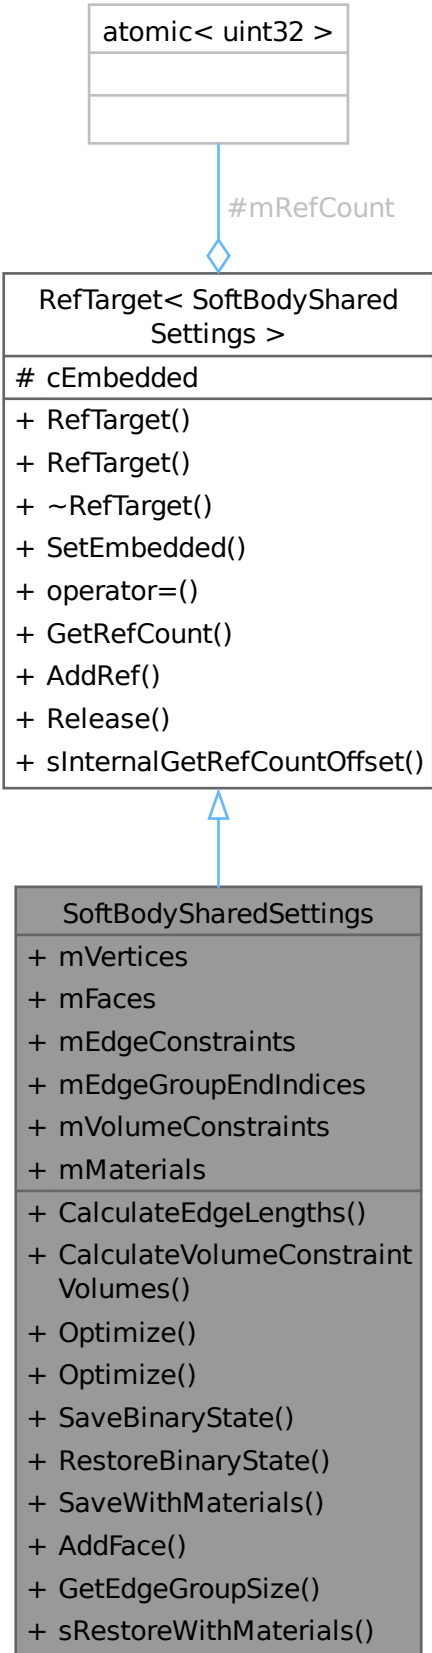 atomic< uint32 >
#mRefCount
RefTarget< SoftBodyShared
Settings >
# cEmbedded
+ RefTarget()
+ RefTarget()
+ ~RefTarget()
+ SetEmbedded()
+ operator=()
+ GetRefCount()
+ AddRef()
+ Release()
+ sInternalGetRefCountOffset()
SoftBodySharedSettings
+ mVertices
+ mFaces
+ mEdgeConstraints
+ mEdgeGroupEndIndices
+ mVolumeConstraints
+ mMaterials
+ CalculateEdgeLengths()
+ CalculateVolumeConstraint
Volumes()
+ Optimize()
+ Optimize()
+ SaveBinaryState()
+ RestoreBinaryState()
+ SaveWithMaterials()
+ AddFace()
+ GetEdgeGroupSize()
+ sRestoreWithMaterials()